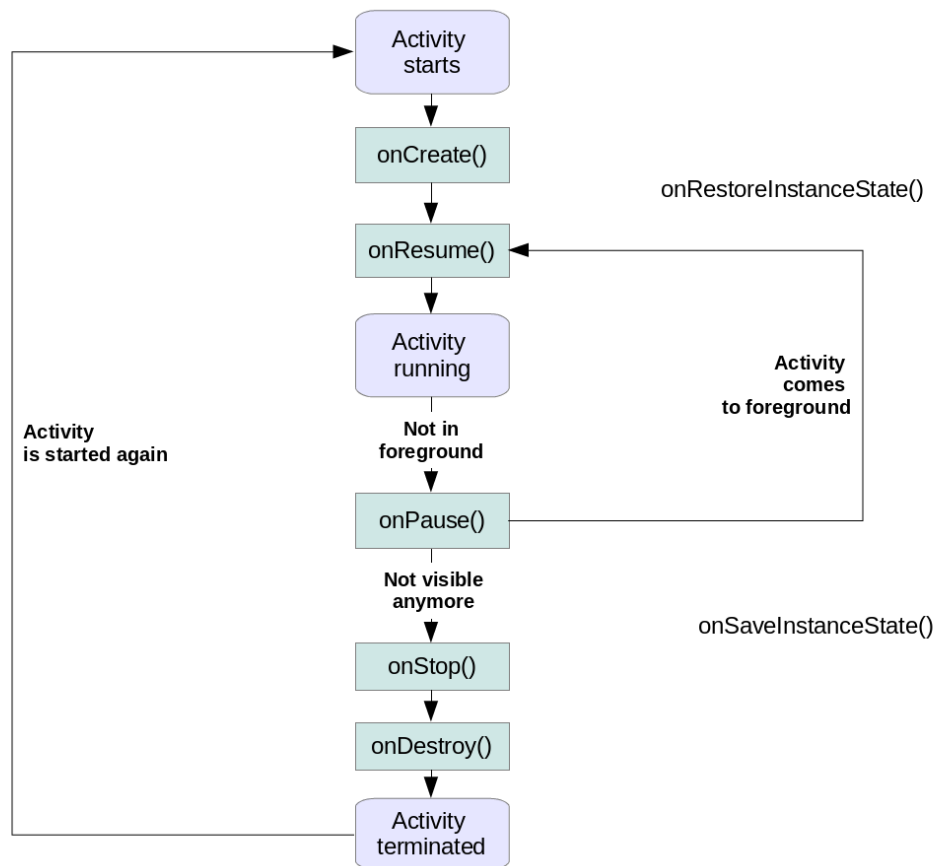 Activity
starts
onCreate()
onRestoreInstanceState()
onResume()
Activity
running
Activity
comes
to foreground
Not in
foreground
Activity
is started again
onPause()
Not visible
anymore
onSaveInstanceState()
onStop()
onDestroy()
Activity
terminated